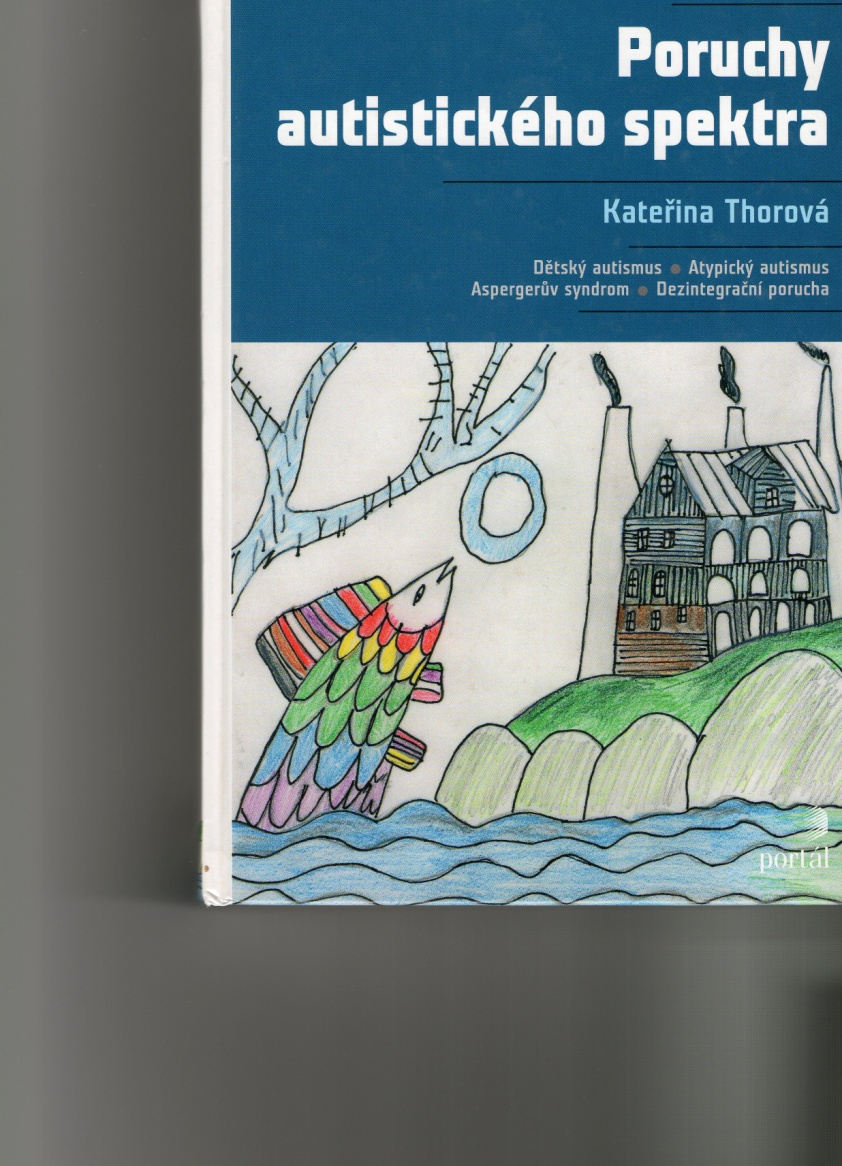 Poruchy
autistického spektra
Kateřina Thorová
Dětský autismus ● Atypický autismus
Aspergerův syndrom ● Dezintegrační porucha
portál